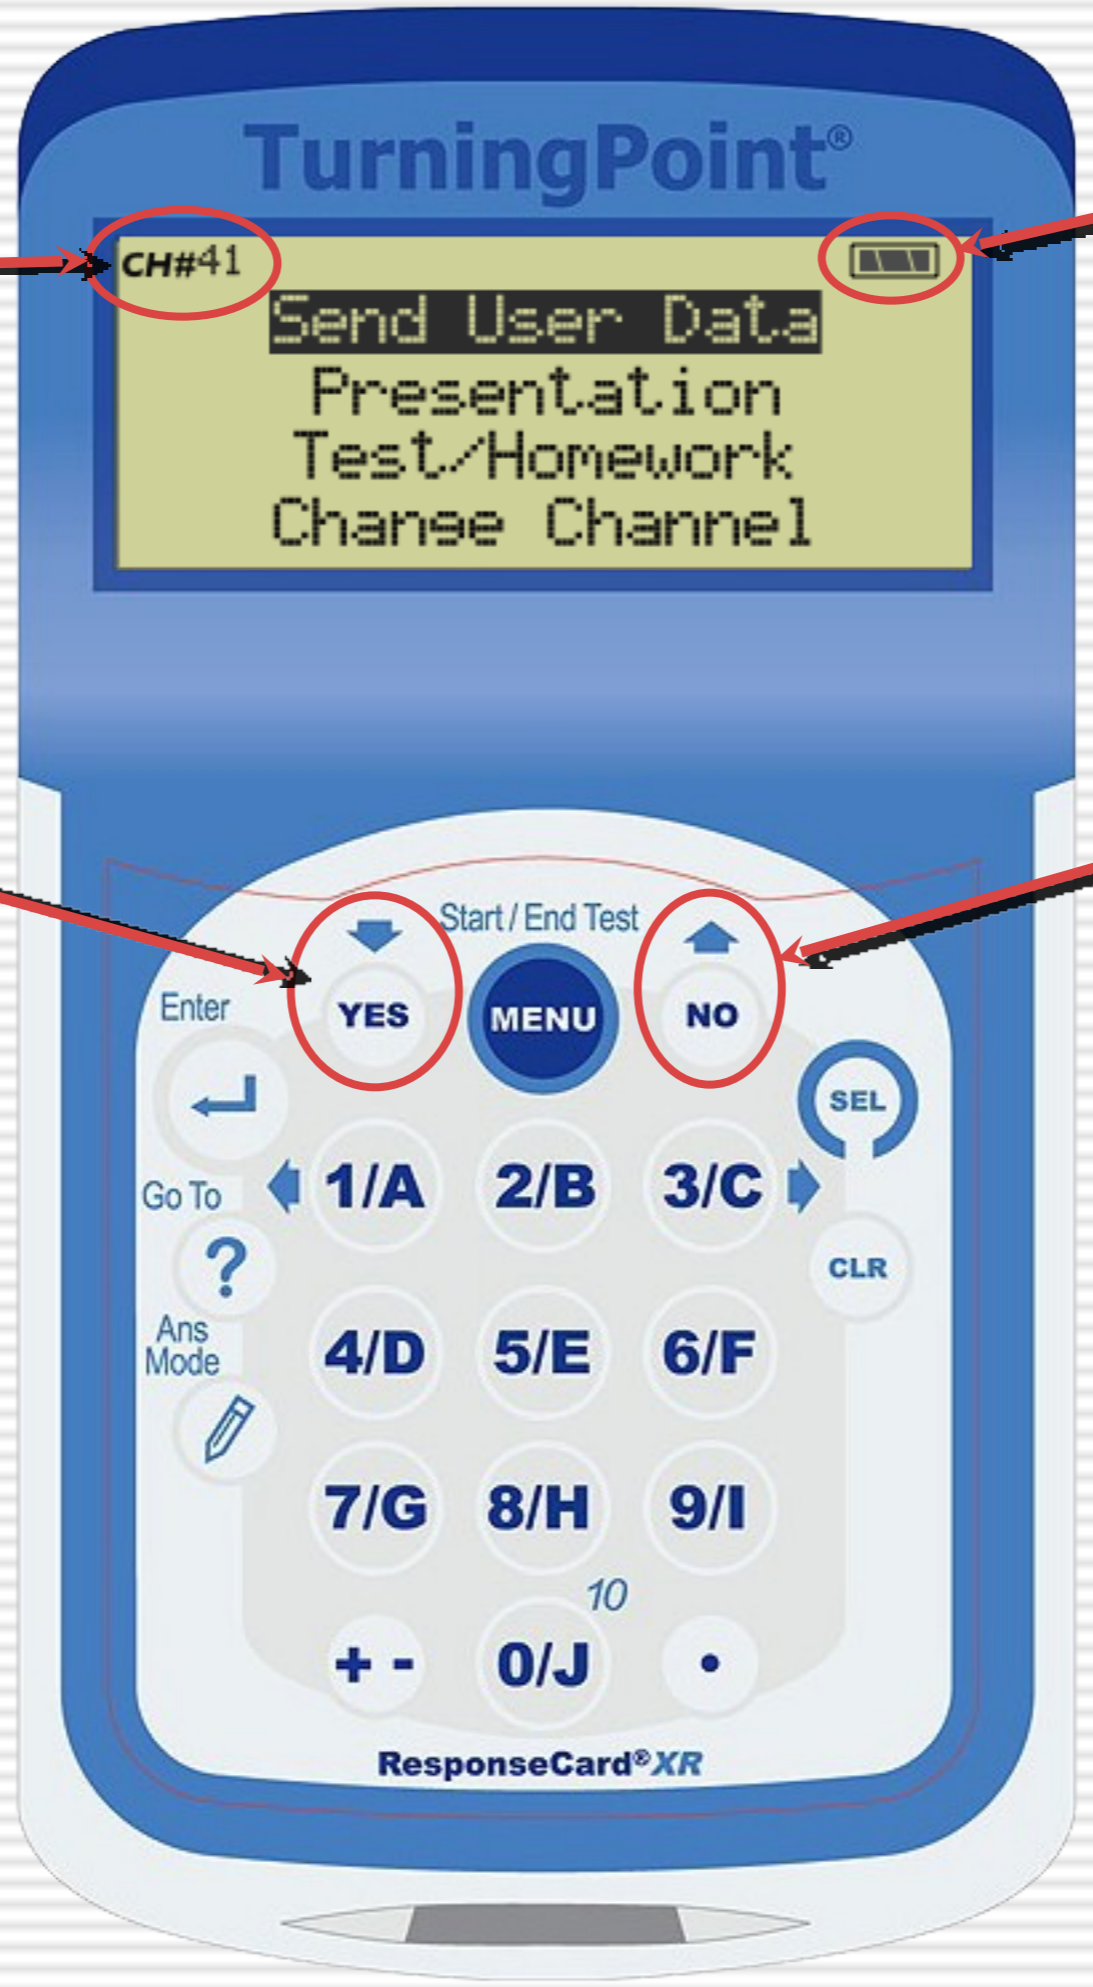 TurningPoint®
CH#41
Send User Data
Presentation
Test/Homework
Change Channel
Start / End Test
Enter
YES
MENU
NO
SEL
Go To
1/A
2/B
3/C
?
CLR
Ans
Mode
4/D
5/E
6/F
7/G
8/H
9/I
10
+ -
0/J
•
ResponseCard®XR